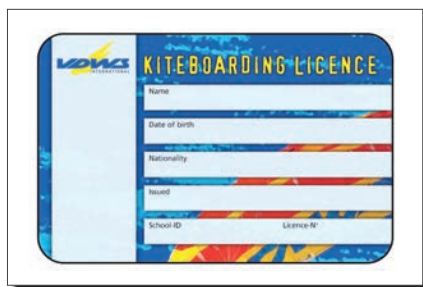 VDWS
INTERNATIONAL
KITEBOARDING LICENCE
Name
Date of birth
Nationality
Issued
School-ID Licence-N°